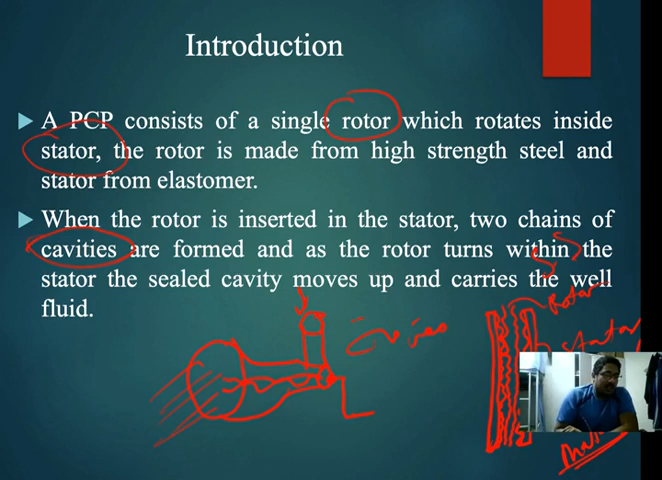 Introduction
A PCP consists of a single rotor which rotates inside
stator, the rotor is made from high strength steel and
stator from elastomer.
When the rotor is inserted in the stator, two chains of
cavities are formed and as the rotor turns within the
stator the sealed cavity moves up and carries the well
fluid.
Rotor
Stator